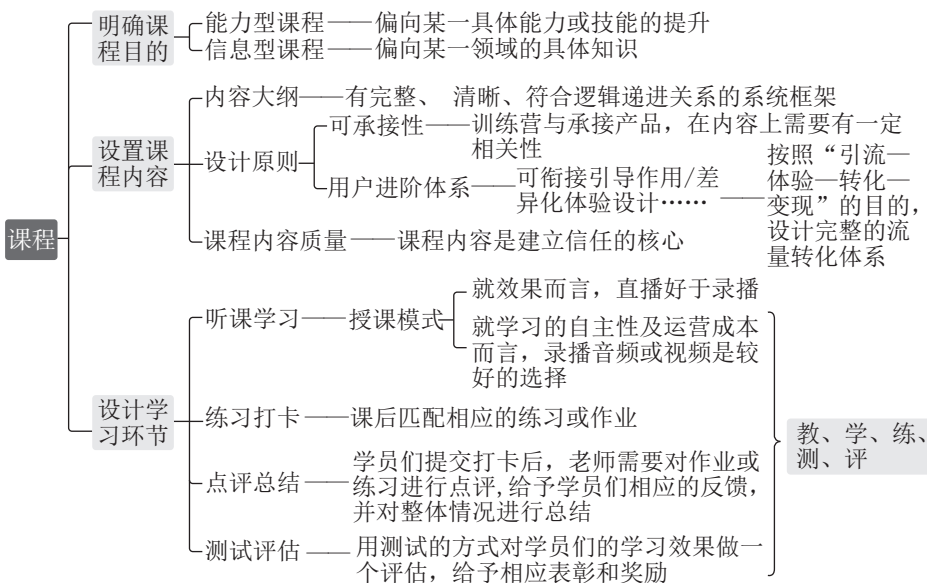 课程
明确课
程目的
能力型课程——偏向某一具体能力或技能的提升
信息型课程——偏向某一领域的具体知识
设置课
程内容
内容大纲——有完整、 清晰、符合逻辑递进关系的系统框架
设计原则
可承接性——训练营与承接产品，在内容上需要有一定
相关性
用户进阶体系——可衔接引导作用/差
异化体验设计……——
按照“引流—
体验—转化—
变现”的目的，
设计完整的流
量转化体系
课程内容质量——课程内容是建立信任的核心
设计学
习环节
听课学习——授课模式
就效果而言，直播好于录播
就学习的自主性及运营成本
而言，录播音频或视频是较
好的选择
练习打卡——课后匹配相应的练习或作业
点评总结——学员们提交打卡后，老师需要对作业或
练习进行点评,给予学员们相应的反馈，
并对整体情况进行总结
测试评估——用测试的方式对学员们的学习效果做一
个评估，给予相应表彰和奖励
教、学、练、
测、评